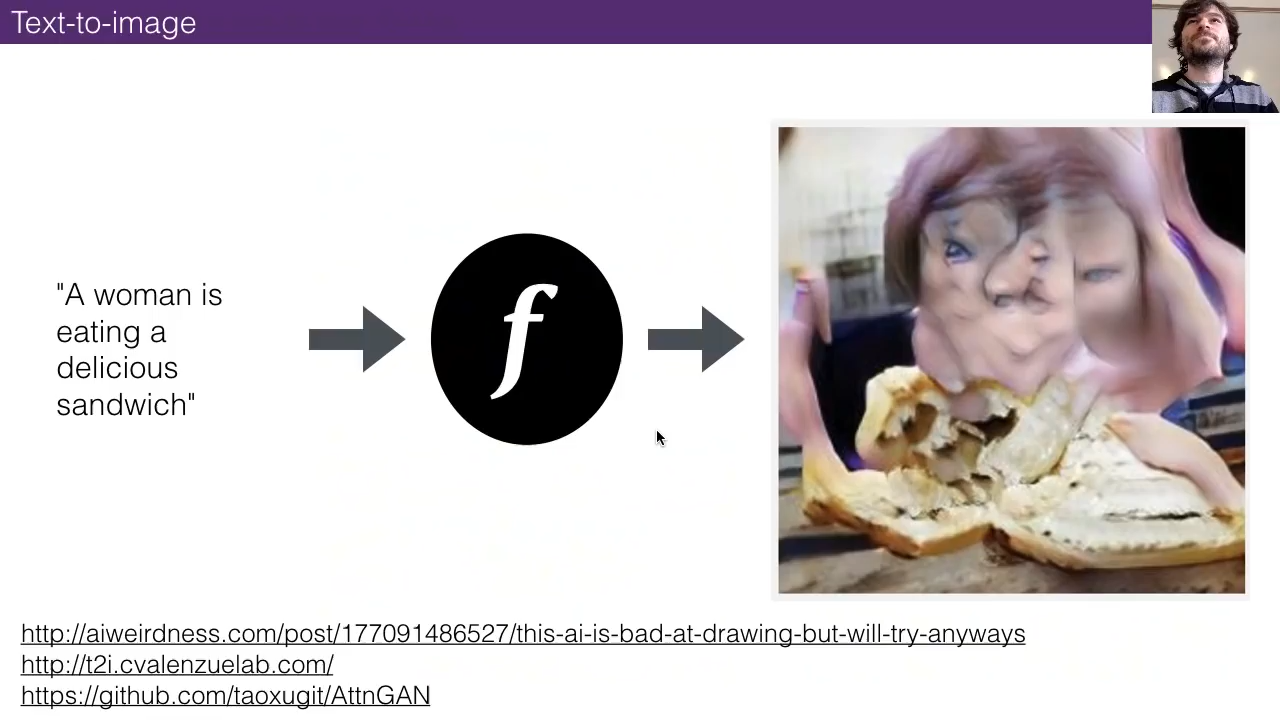 Text-to-image
"A woman is
eating a
delicious
sandwich"
f
http://aiweirdness.com/post/177091486527/this-ai-is-bad-at-drawing-but-will-try-anyways
http://t2i.cvalenzuelab.com/
https://github.com/taoxugit/AttnGAN